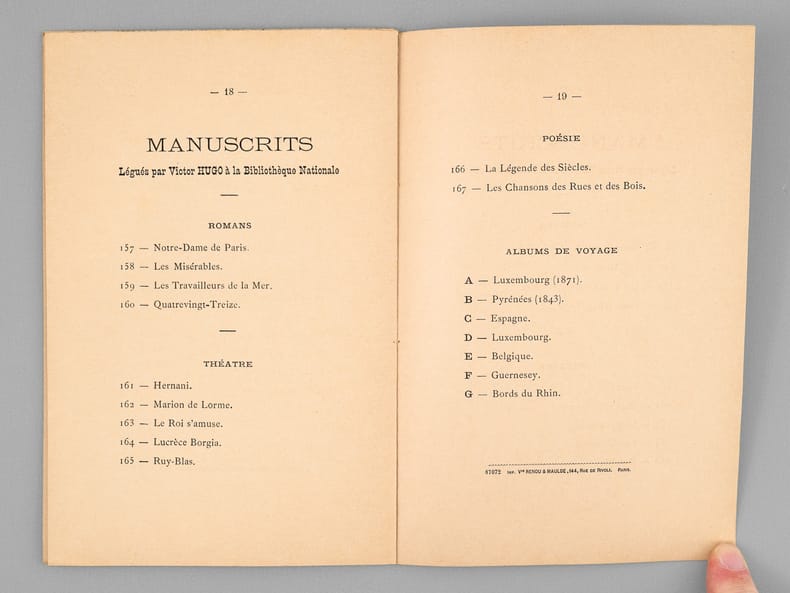 — 18 —
MANUSCRITS
Légués par Victor HUGO à la Bibliothèque Nationale
ROMANS
157 — Notre-Dame de Paris.
158 — Les Misérables.
159 — Les Travailleurs de la Mer.
160 — Quatrevingt-Treize.
THÉATRE
161 — Hernani.
162 — Marion de Lorme.
163 — Le Roi s'amuse.
164 — Lucrèce Borgia.
165 — Ruy-Blas.
— 19 —
POÉSIE
166 — La Légende des Siècles.
167 — Les Chansons des Rues et des Bois.
ALBUMS DE VOYAGE
A — Luxembourg (1871).
B — Pyrénées (1843).
C — Espagne.
D — Luxembourg.
E — Belgique.
F — Guernesey.
G — Bords du Rhin.
87072 IMP. Vve RENOU & MAULDE, 144, RUE DE RIVOLI. PARIS.